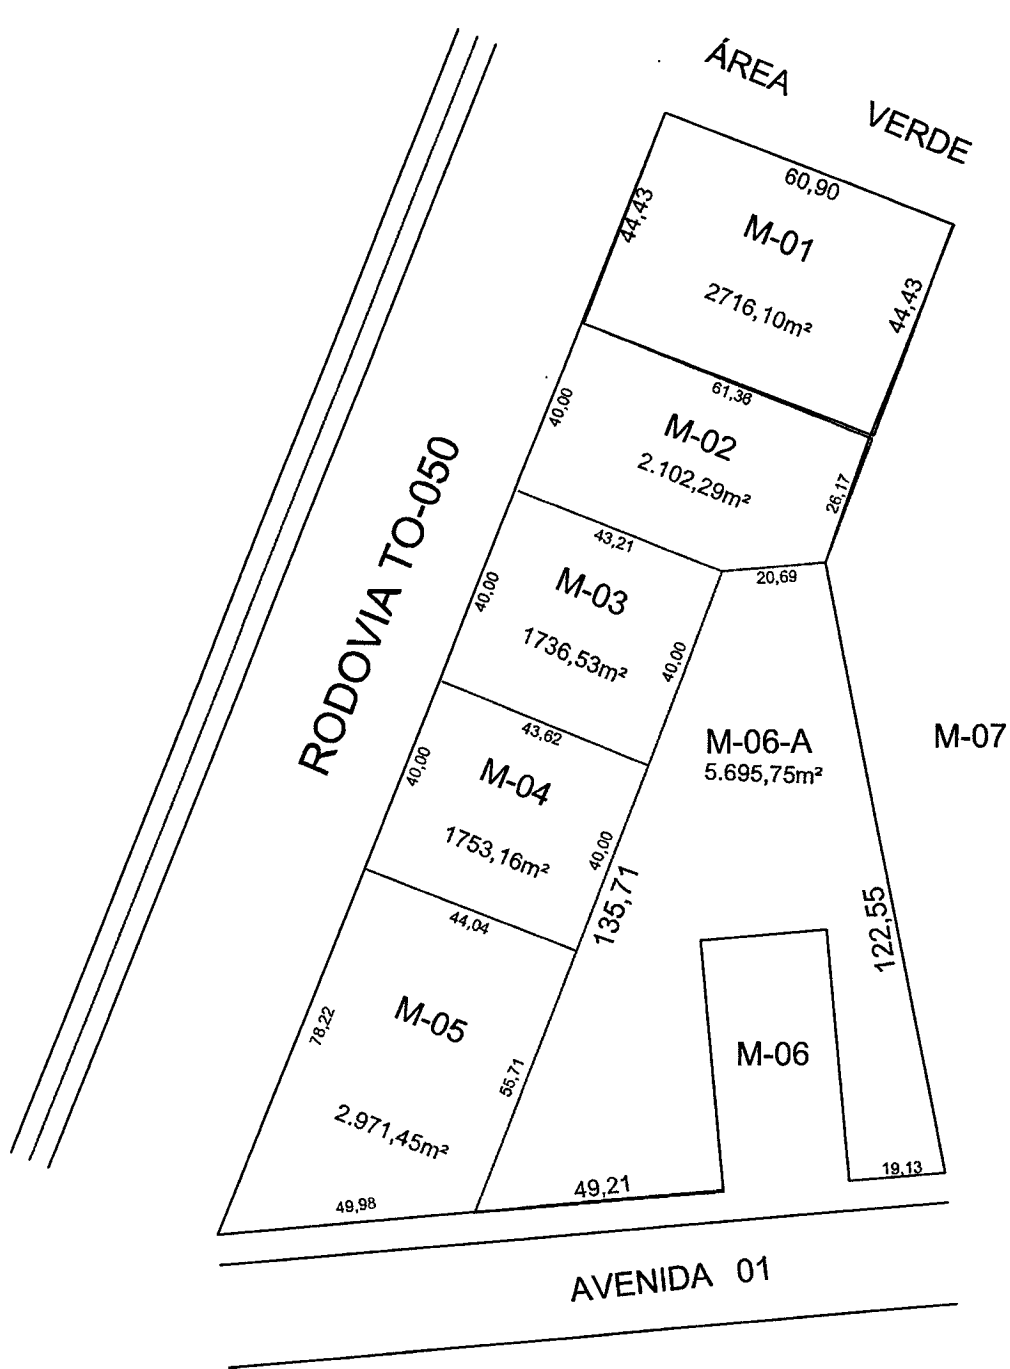 ÁREA VERDE
60,90
44,43
M-01
2716,10m²
44,43
61,36
40,00
M-02
2.102,29m²
26,17
RODOVIA TO-050
43,21
20,69
M-03
40,00
1736,53m²
40,00
43,62
M-06-A
5.695,75m²
M-07
40,00
M-04
1753,16m²
40,00
135,71
44,04
122,55
M-05
78,22
55,71
M-06
2.971,45m²
49,98
49,21
19,13
AVENIDA 01